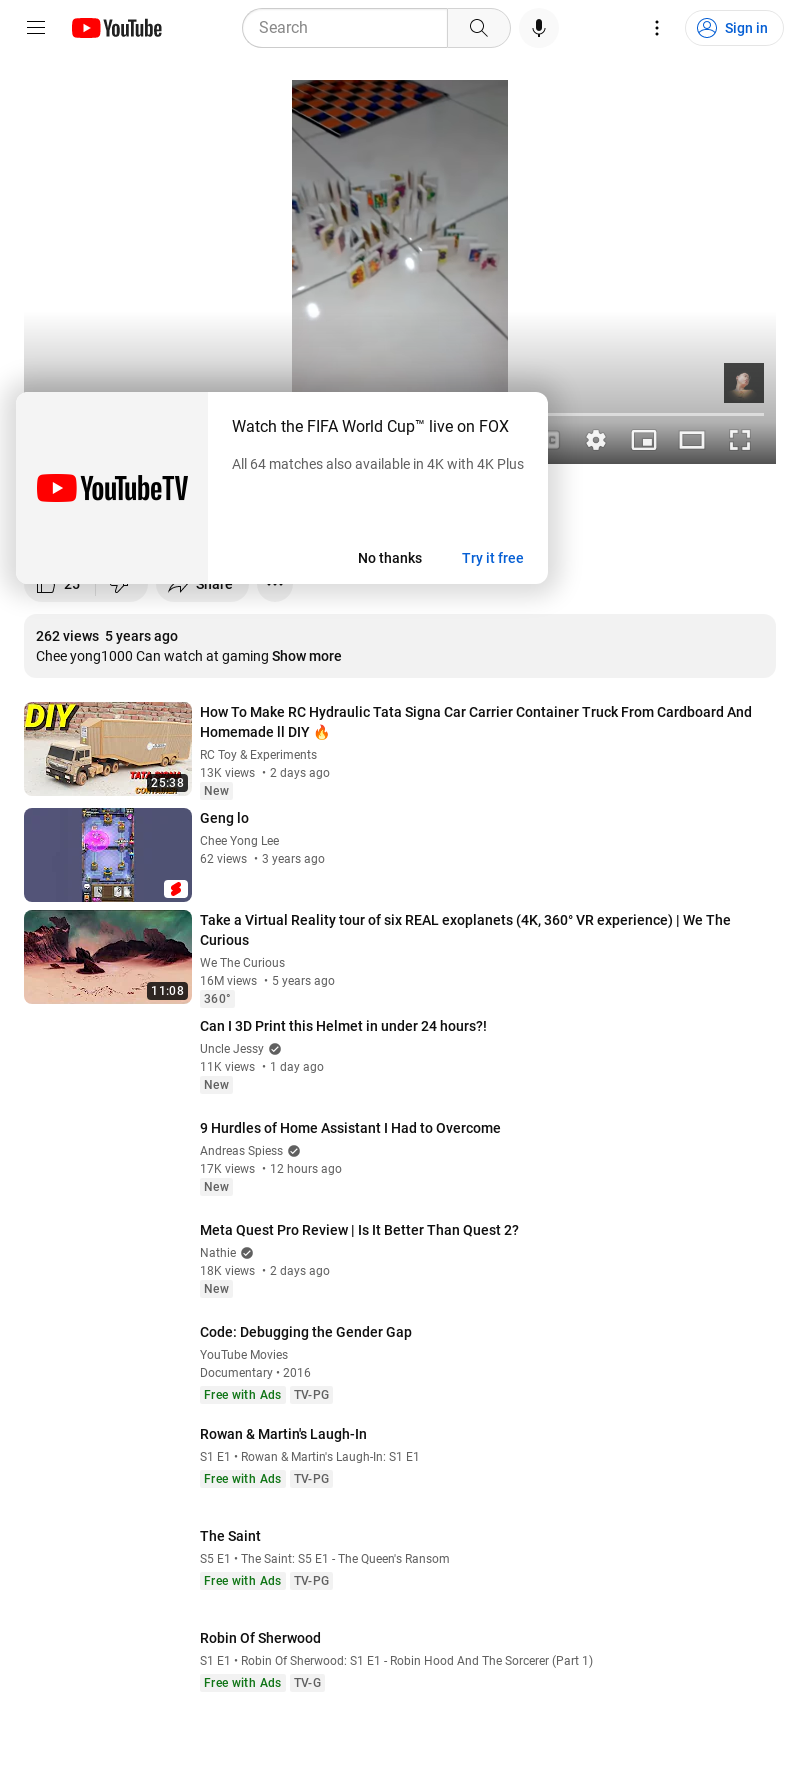 YouTube
Search
Sign in
Watch the FIFA World Cup™ live on FOX
All 64 matches also available in 4K with 4K Plus
YouTubeTV
No thanks
Try it free
25
Share
262 views 5 years ago
Chee yong1000 Can watch at gaming Show more
DIY
25:38
How To Make RC Hydraulic Tata Signa Car Carrier Container Truck From Cardboard And
Homemade ll DIY 🔥
RC Toy & Experiments
13K views • 2 days ago
New
Geng lo
Chee Yong Lee
62 views • 3 years ago
11:08
Take a Virtual Reality tour of six REAL exoplanets (4K, 360° VR experience) | We The
Curious
We The Curious
16M views • 5 years ago
360°
Can I 3D Print this Helmet in under 24 hours?!
Uncle Jessy
11K views • 1 day ago
New
9 Hurdles of Home Assistant I Had to Overcome
Andreas Spiess
17K views • 12 hours ago
New
Meta Quest Pro Review | Is It Better Than Quest 2?
Nathie
18K views • 2 days ago
New
Code: Debugging the Gender Gap
YouTube Movies
Documentary • 2016
Free with Ads TV-PG
Rowan & Martin's Laugh-In
S1 E1 • Rowan & Martin's Laugh-In: S1 E1
Free with Ads TV-PG
The Saint
S5 E1 • The Saint: S5 E1 - The Queen's Ransom
Free with Ads TV-PG
Robin Of Sherwood
S1 E1 • Robin Of Sherwood: S1 E1 - Robin Hood And The Sorcerer (Part 1)
Free with Ads TV-G